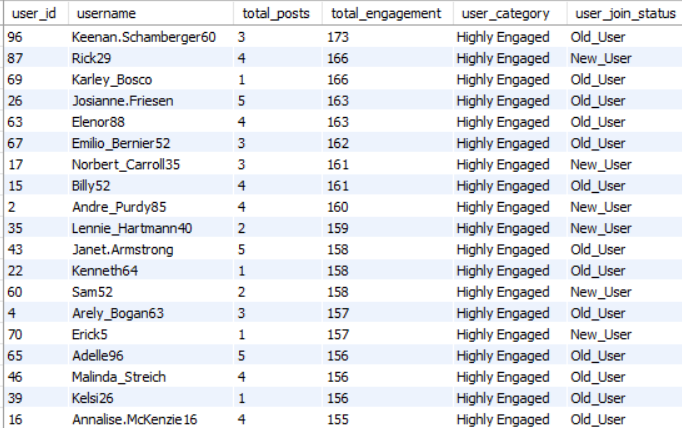 user_id username total_posts total_engagement user_category user_join_status
96 Keenan.Schamberger60 3 173 Highly Engaged Old_User
87 Rick29 4 166 Highly Engaged New_User
69 Karley_Bosco 1 166 Highly Engaged Old_User
26 Josianne.Friesen 5 163 Highly Engaged Old_User
63 Elenor88 4 163 Highly Engaged Old_User
67 Emilio_Bernier52 3 162 Highly Engaged Old_User
17 Norbert_Carroll35 3 161 Highly Engaged New_User
15 Billy52 4 161 Highly Engaged Old_User
2 Andre_Purdy85 4 160 Highly Engaged New_User
35 Lennie_Hartmann40 2 159 Highly Engaged New_User
43 Janet.Armstrong 5 158 Highly Engaged Old_User
22 Kenneth64 1 158 Highly Engaged Old_User
60 Sam52 2 158 Highly Engaged New_User
4 Arely_Bogan63 3 157 Highly Engaged Old_User
70 Erick5 1 157 Highly Engaged New_User
65 Adelle96 5 156 Highly Engaged Old_User
46 Malinda_Streich 4 156 Highly Engaged Old_User
39 Kelsi26 1 156 Highly Engaged Old_User
16 Annalise.McKenzie16 4 155 Highly Engaged Old_User